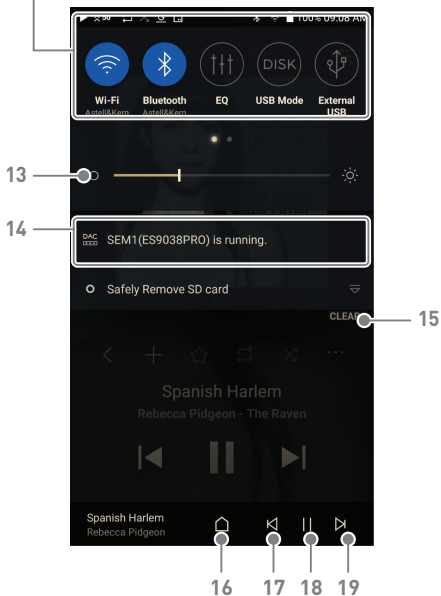 50 100% 09:08 AM
DISK
Wi-Fi Bluetooth EQ USB Mode External USB
Astell&Kern Astell&Kern
13
14
DAC SEM1(ES9038PRO) is running.
Safely Remove SD card
CLEAR
15
Spanish Harlem
Rebecca Pidgeon - The Raven
Spanish Harlem
Rebecca Pidgeon
16 17 18 19